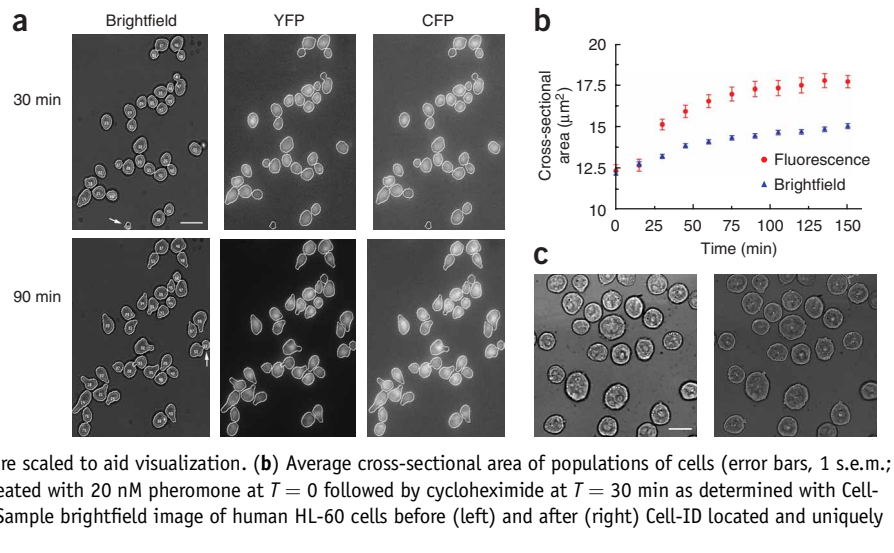 a
Brightfield
YFP
CFP
30 min
90 min
b
20
17.5
15
12.5
10
Cross-sectional
area (μm²)
Fluorescence
Brightfield
0
25
50
75
100
125
150
Time (min)
c
re scaled to aid visualization. (b) Average cross-sectional area of populations of cells (error bars, 1 s.e.m.;
eated with 20 nM pheromone at T = 0 followed by cycloheximide at T = 30 min as determined with Cell-
Sample brightfield image of human HL-60 cells before (left) and after (right) Cell-ID located and uniquely